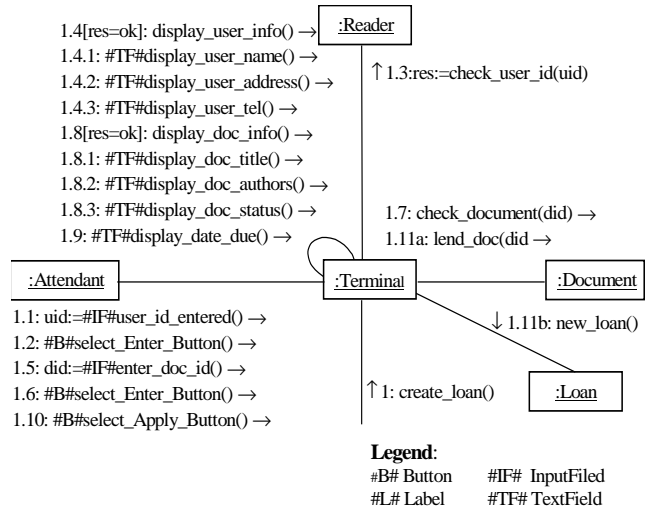 1.4[res=ok]: display_user_info() →
:Reader
1.4.1: #TF#display_user_name() →
1.4.2: #TF#display_user_address() →
↑ 1.3:res:=check_user_id(uid)
1.4.3: #TF#display_user_tel() →
1.8[res=ok]: display_doc_info() →
1.8.1: #TF#display_doc_title() →
1.8.2: #TF#display_doc_authors() →
1.8.3: #TF#display_doc_status() →
1.9: #TF#display_date_due() →
1.7: check_document(did) →
1.11a: lend_doc(did →
:Attendant
:Terminal
:Document
1.1: uid:=#IF#user_id_entered() →
1.2: #B#select_Enter_Button() →
1.5: did:=#IF#enter_doc_id() →
1.6: #B#select_Enter_Button() →
1.10: #B#select_Apply_Button() →
↓ 1.11b: new_loan()
↑ 1: create_loan()
:Loan
Legend:
#B# Button #IF# InputFiled
#L# Label #TF# TextField